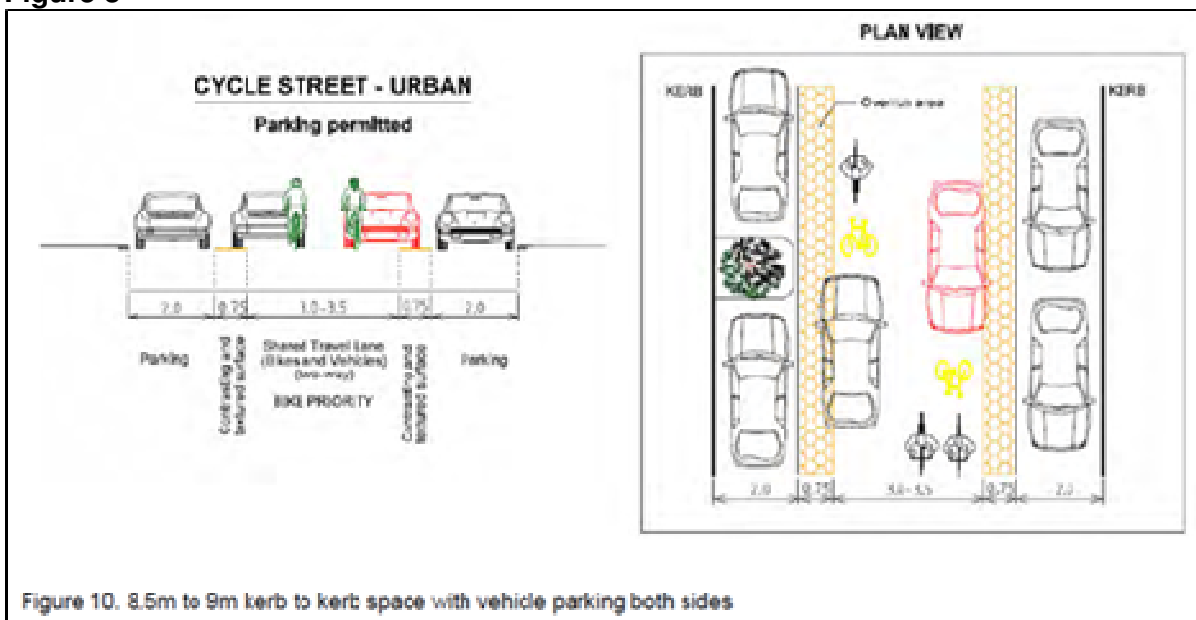 CYCLE STREET - URBAN
Parking permitted
2.0
0.75
3.0-3.5
0.75
2.0
Parking
Contrasting and
textured surface
Shared Travel Lane
(Bikes and Vehicles)
(two-way)
BIKE PRIORITY
Contrasting and
textured surface
Parking
PLAN VIEW
KERB
Overrun area
KERB
2.0
0.75
3.0-3.5
0.75
2.0
Figure 10. 8.5m to 9m kerb to kerb space with vehicle parking both sides